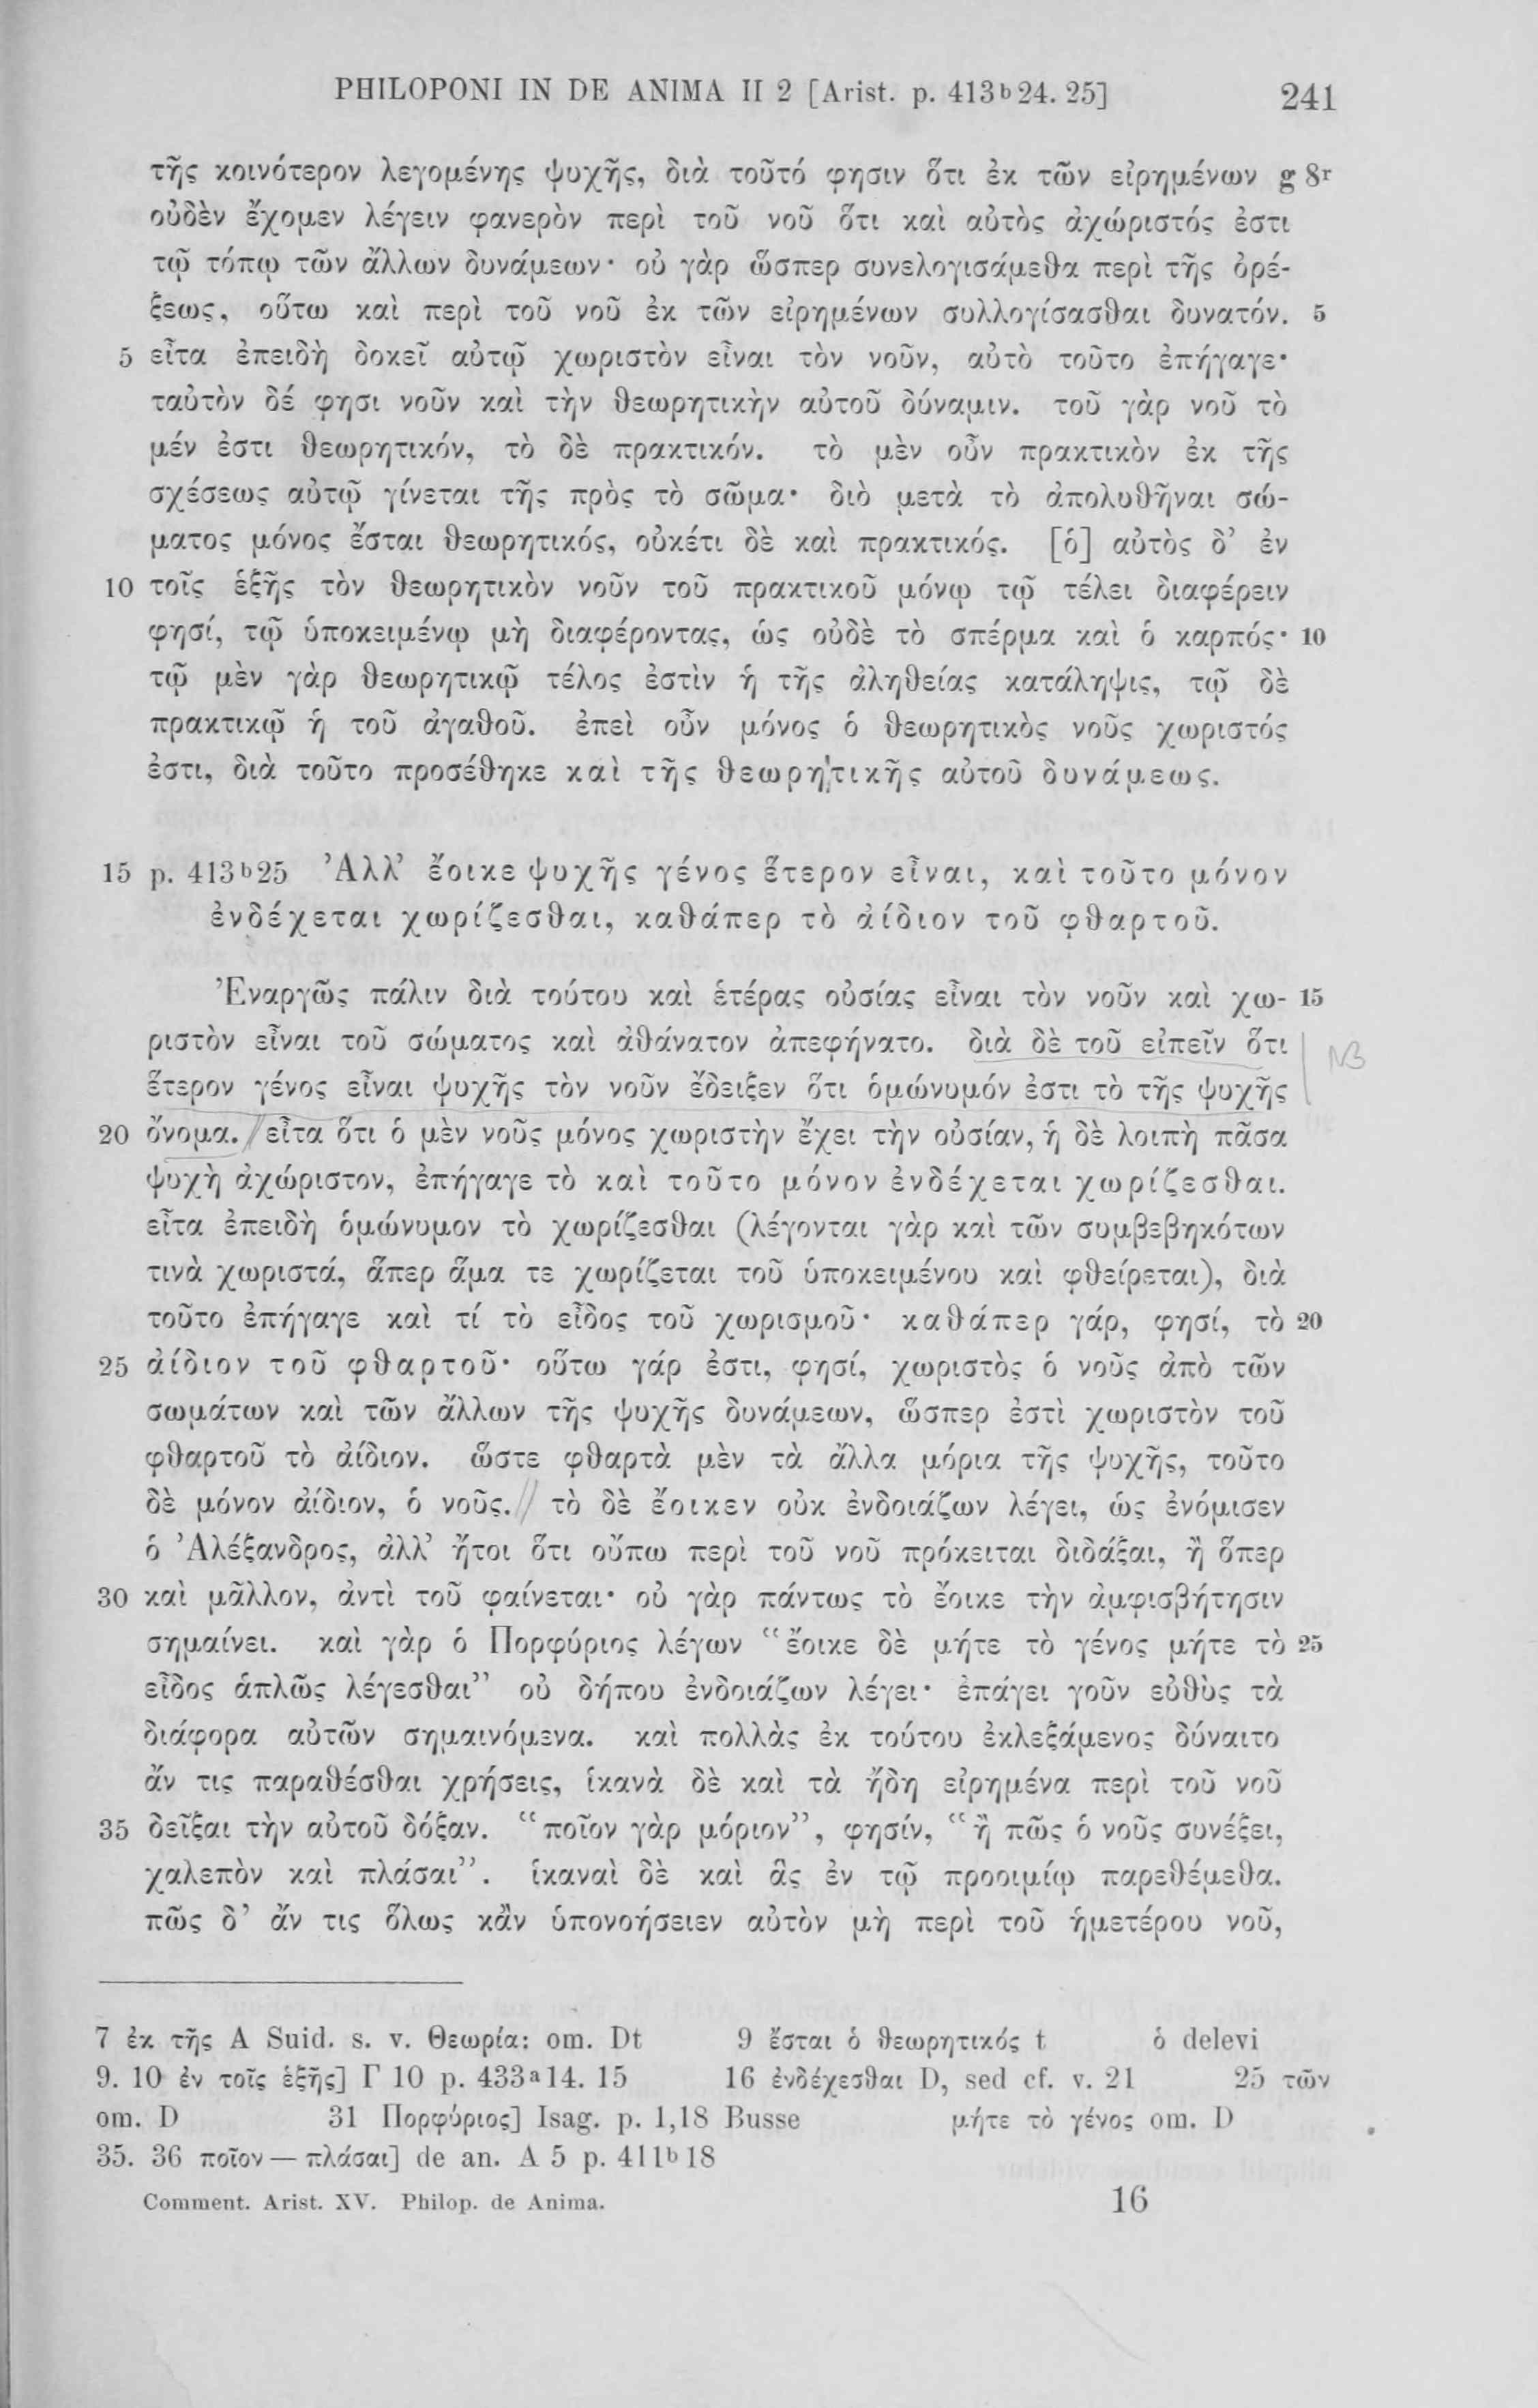 PHILOPONI IN DE ANIMA II 2 [Arist. p. 413b24. 25] 241
τῆς κοινότερον λεγομένης ψυχῆς, διὰ τοῦτό φησιν ὅτι ἐκ τῶν εἰρημένων g 8r
οὐδὲν ἔχομεν λέγειν φανερὸν περὶ τοῦ νοῦ ὅτι καὶ αὐτὸς ἀχώριστός ἐστι
τῷ τόπῳ τῶν ἄλλων δυνάμεων· οὐ γὰρ ὥσπερ συνελογισάμεθα περὶ τῆς ὀρέ-
ξεως, οὕτω καὶ περὶ τοῦ νοῦ ἐκ τῶν εἰρημένων συλλογίσασθαι δυνατόν. 5
5 εἶτα ἐπειδὴ δοκεῖ αὐτῷ χωριστὸν εἶναι τὸν νοῦν, αὐτὸ τοῦτο ἐπήγαγε·
ταὐτὸν δέ φησι νοῦν καὶ τὴν θεωρητικὴν αὐτοῦ δύναμιν. τοῦ γὰρ νοῦ τὸ
μέν ἐστι θεωρητικόν, τὸ δὲ πρακτικόν. τὸ μὲν οὖν πρακτικὸν ἐκ τῆς
σχέσεως αὐτῷ γίνεται τῆς πρὸς τὸ σῶμα· διὸ μετὰ τὸ ἀπολυθῆναι σώ-
ματος μόνος ἔσται θεωρητικός, οὐκέτι δὲ καὶ πρακτικός. [ὁ] αὐτὸς δ’ ἐν
10 τοῖς ἑξῆς τὸν θεωρητικὸν νοῦν τοῦ πρακτικοῦ μόνῳ τῷ τέλει διαφέρειν
φησί, τῷ ὑποκειμένῳ μὴ διαφέροντας, ὡς οὐδὲ τὸ σπέρμα καὶ ὁ καρπός· 10
τῷ μὲν γὰρ θεωρητικῷ τέλος ἐστὶν ἡ τῆς ἀληθείας κατάληψις, τῷ δὲ
πρακτικῷ ἡ τοῦ ἀγαθοῦ. ἐπεὶ οὖν μόνος ὁ θεωρητικὸς νοῦς χωριστός
ἐστι, διὰ τοῦτο προσέθηκε καὶ τῆς θεωρητικῆς αὐτοῦ δυνάμεως.
15 p. 413b25 Ἀλλ’ ἔοικε ψυχῆς γένος ἕτερον εἶναι, καὶ τοῦτο μόνον
ἐνδέχεται χωρίζεσθαι, καθάπερ τὸ ἀίδιον τοῦ φθαρτοῦ.
Ἐναργῶς πάλιν διὰ τούτου καὶ ἑτέρας οὐσίας εἶναι τὸν νοῦν καὶ χω- 15
ριστὸν εἶναι τοῦ σώματος καὶ ἀθάνατον ἀπεφήνατο. διὰ δὲ τοῦ εἰπεῖν ὅτι NB
ἕτερον γένος εἶναι ψυχῆς τὸν νοῦν ἔδειξεν ὅτι ὁμώνυμόν ἐστι τὸ τῆς ψυχῆς
20 ὄνομα. // εἶτα ὅτι ὁ μὲν νοῦς μόνος χωριστὴν ἔχει τὴν οὐσίαν, ἡ δὲ λοιπὴ πᾶσα
ψυχὴ ἀχώριστον, ἐπήγαγε τὸ καὶ τοῦτο μόνον ἐνδέχεται χωρίζεσθαι.
εἶτα ἐπειδὴ ὁμώνυμον τὸ χωρίζεσθαι (λέγονται γὰρ καὶ τῶν συμβεβηκότων
τινὰ χωριστά, ἅπερ ἅμα τε χωρίζεται τοῦ ὑποκειμένου καὶ φθείρεται), διὰ
τοῦτο ἐπήγαγε καὶ τί τὸ εἶδος τοῦ χωρισμοῦ· καθάπερ γάρ, φησί, τὸ 20
25 ἀίδιον τοῦ φθαρτοῦ· οὕτω γάρ ἐστι, φησί, χωριστὸς ὁ νοῦς ἀπὸ τῶν
σωμάτων καὶ τῶν ἄλλων τῆς ψυχῆς δυνάμεων, ὥσπερ ἐστὶ χωριστὸν τοῦ
φθαρτοῦ τὸ ἀίδιον. ὥστε φθαρτὰ μὲν τὰ ἄλλα μόρια τῆς ψυχῆς, τοῦτο
δὲ μόνον ἀίδιον, ὁ νοῦς. // τὸ δὲ ἔοικεν οὐκ ἐνδοιάζων λέγει, ὡς ἐνόμισεν
ὁ Ἀλέξανδρος, ἀλλ’ ἤτοι ὅτι οὔπω περὶ τοῦ νοῦ πρόκειται διδάξαι, ἢ ὅπερ
30 καὶ μᾶλλον, ἀντὶ τοῦ φαίνεται· οὐ γὰρ πάντως τὸ ἔοικε τὴν ἀμφισβήτησιν
σημαίνει. καὶ γὰρ ὁ Πορφύριος λέγων “ἔοικε δὲ μήτε τὸ γένος μήτε τὸ 25
εἶδος ἁπλῶς λέγεσθαι” οὐ δήπου ἐνδοιάζων λέγει· ἐπάγει γοῦν εὐθὺς τὰ
διάφορα αὐτῶν σημαινόμενα. καὶ πολλὰς ἐκ τούτου ἐκλεξάμενος δύναιτο
ἄν τις παραθέσθαι χρήσεις, ἱκανὰ δὲ καὶ τὰ ἤδη εἰρημένα περὶ τοῦ νοῦ
35 δεῖξαι τὴν αὐτοῦ δόξαν. “ποῖον γὰρ μόριον”, φησίν, “ἢ πῶς ὁ νοῦς συνέξει,
χαλεπὸν καὶ πλάσαι”. ἱκαναὶ δὲ καὶ ἃς ἐν τῷ προοιμίῳ παρεθέμεθα.
πῶς δ’ ἄν τις ὅλως κἂν ὑπονοήσειεν αὐτὸν μὴ περὶ τοῦ ἡμετέρου νοῦ,
7 ἐκ τῆς A Suid. s. v. Θεωρία: om. Dt 9 ἔσται ὁ θεωρητικός t ὁ delevi
9. 10 ἐν τοῖς ἑξῆς] Γ 10 p. 433a14. 15 16 ἐνδέχεσθαι D, sed cf. v. 21 25 τῶν
om. D 31 Πορφύριος] Isag. p. 1,18 Busse μήτε τὸ γένος om. D
35. 36 ποῖον — πλάσαι] de an. A 5 p. 411b18
Comment. Arist. XV. Philop. de Anima. 16